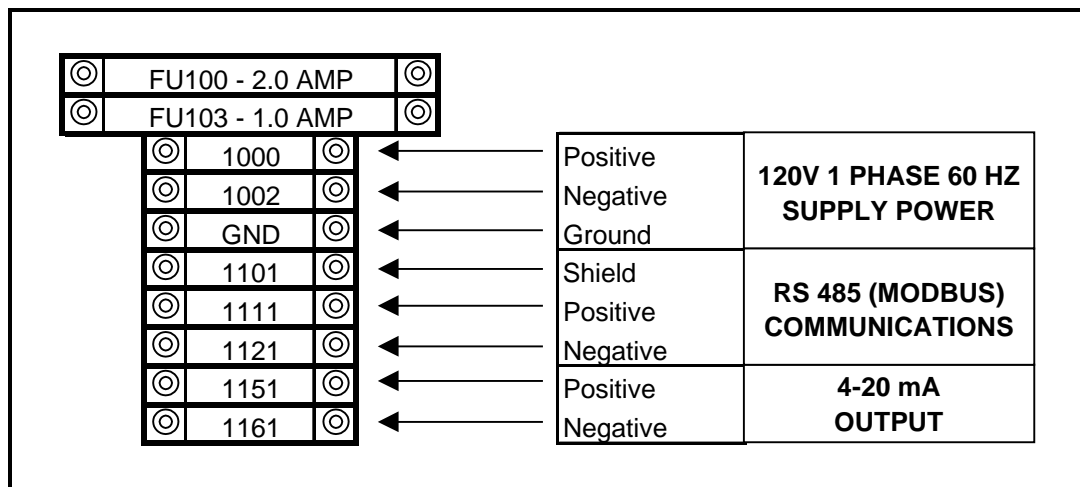 FU100 - 2.0 AMP
FU103 - 1.0 AMP
1000
1002
GND
1101
1111
1121
1151
1161
Positive
Negative
Ground
120V 1 PHASE 60 HZ
SUPPLY POWER
Shield
Positive
Negative
RS 485 (MODBUS)
COMMUNICATIONS
Positive
Negative
4-20 mA
OUTPUT